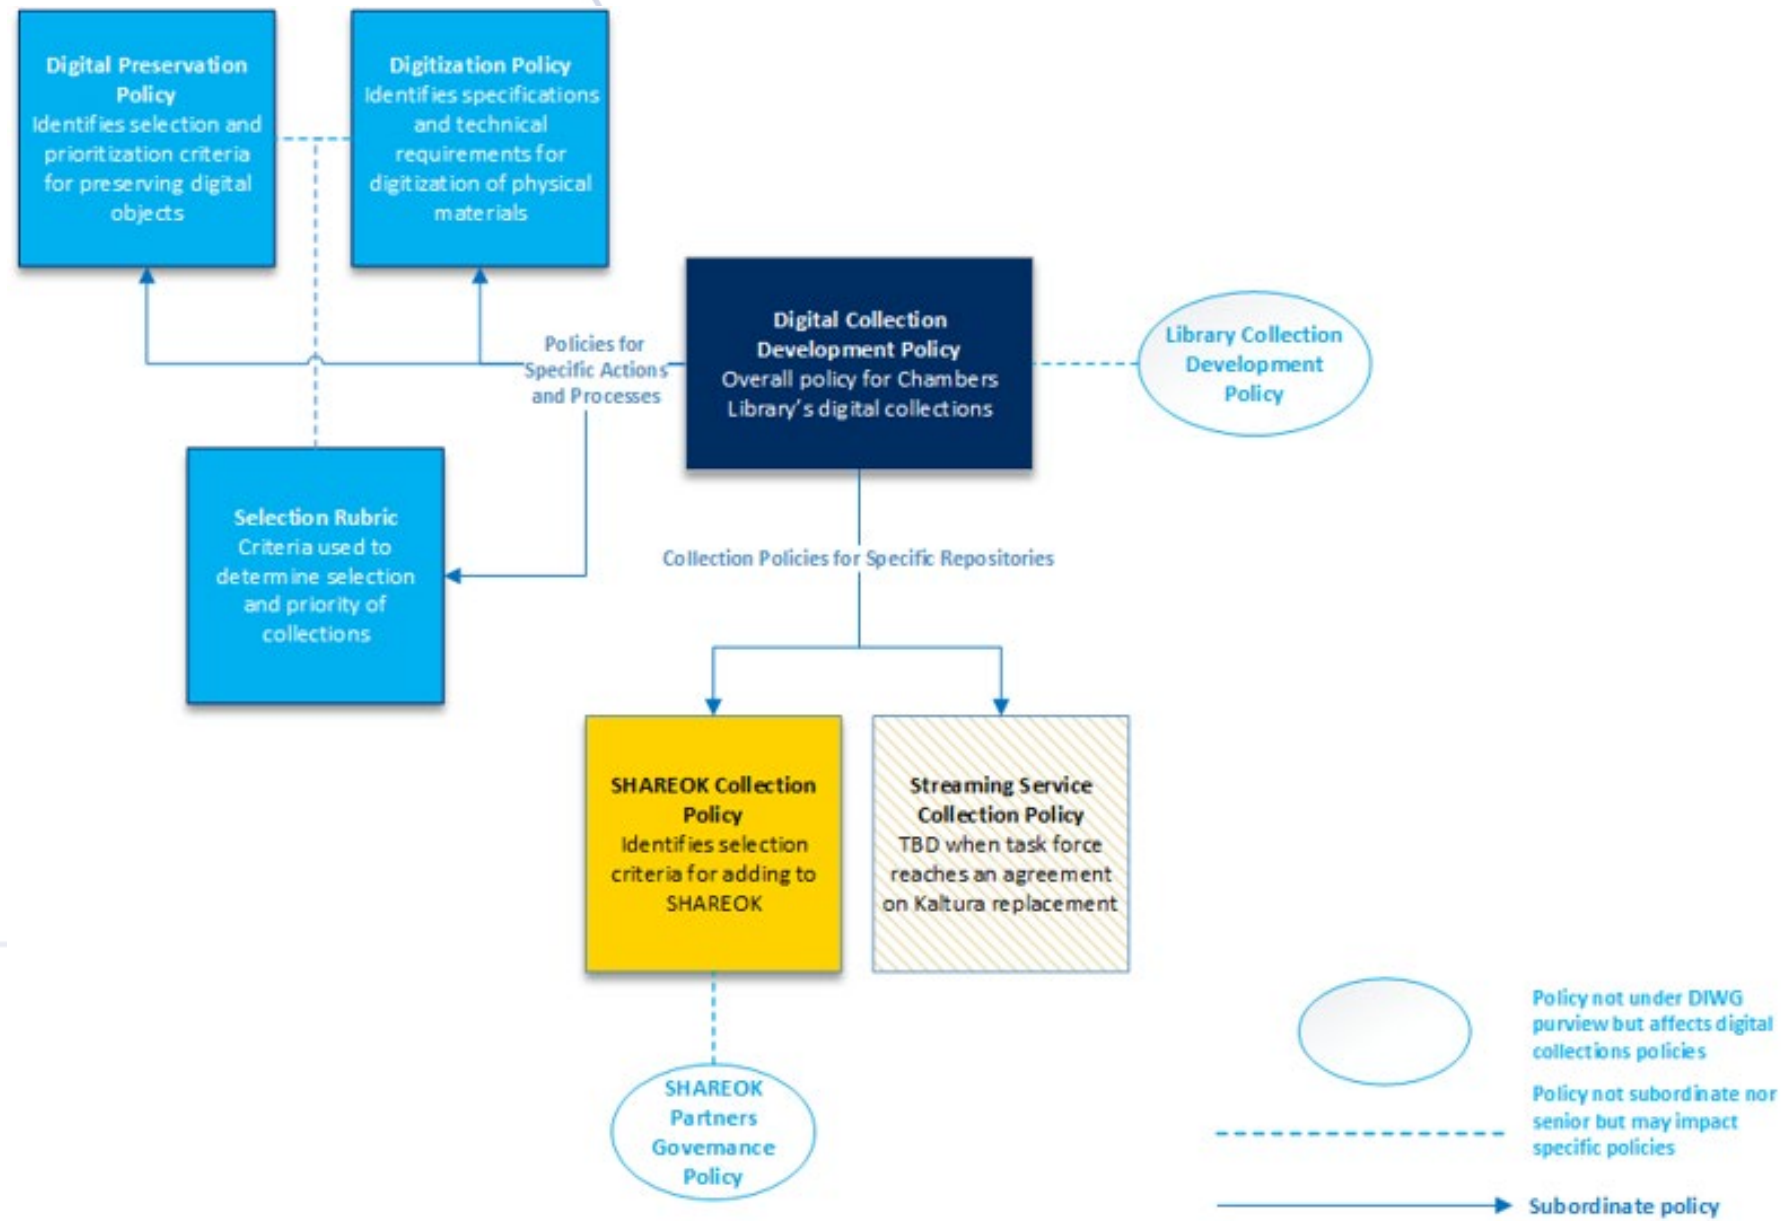 Digital Preservation
Policy
Identifies selection and
prioritization criteria
for preserving digital
objects
Digitization Policy
Identifies specifications
and technical
requirements for
digitization of physical
materials
Policies for
Specific Actions
and Processes
Digital Collection
Development Policy
Overall policy for Chambers
Library's digital collections
Library Collection
Development
Policy
Selection Rubric
Criteria used to
determine selection
and priority of
collections
Collection Policies for Specific Repositories
SHAREOK Collection
Policy
Identifies selection
criteria for adding to
SHAREOK
Streaming Service
Collection Policy
TBD when task force
reaches an agreement
on Kaltura replacement
SHAREOK
Partners
Governance
Policy
Policy not under DIWG
purview but affects digital
collections policies
Policy not subordinate nor
senior but may impact
specific policies
Subordinate policy